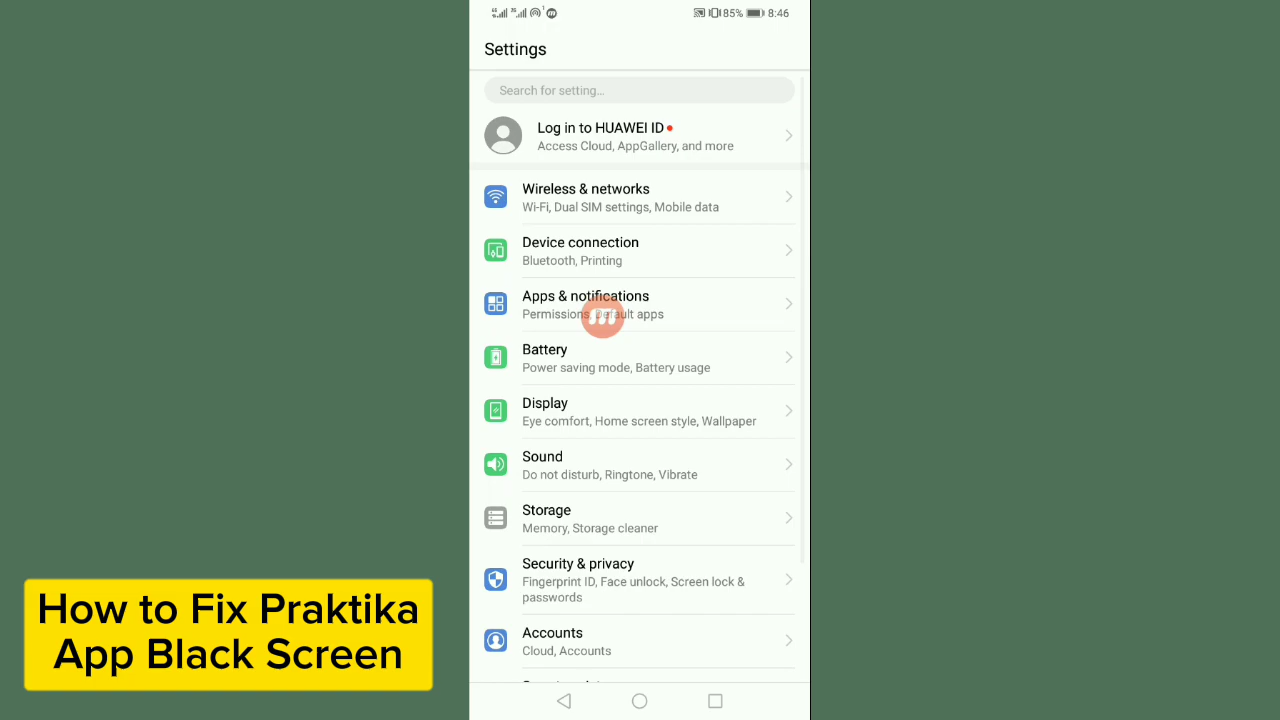 85% 8:46
Settings
Search for setting...
Log in to HUAWEI ID
Access Cloud, AppGallery, and more
Wireless & networks
Wi-Fi, Dual SIM settings, Mobile data
Device connection
Bluetooth, Printing
Apps & notifications
Permissions, Default apps
Battery
Power saving mode, Battery usage
Display
Eye comfort, Home screen style, Wallpaper
Sound
Do not disturb, Ringtone, Vibrate
Storage
Memory, Storage cleaner
Security & privacy
Fingerprint ID, Face unlock, Screen lock &
passwords
Accounts
Cloud, Accounts
How to Fix Praktika
App Black Screen